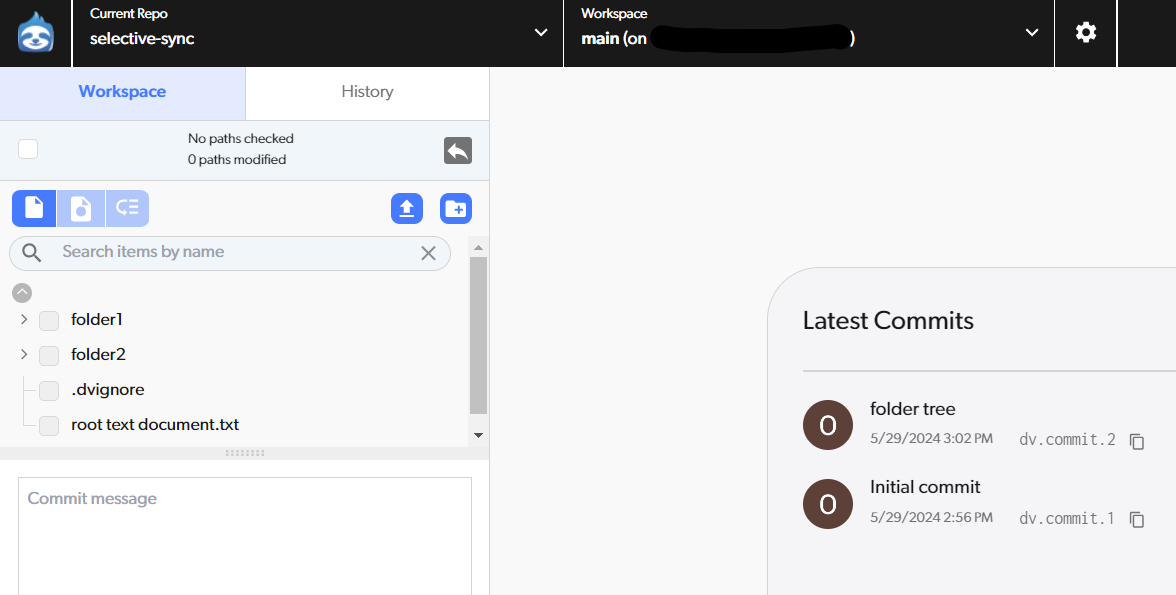 Current Repo
selective-sync
Workspace
main (on )
Workspace
History
No paths checked
0 paths modified
Search items by name
folder1
folder2
.dvignore
root text document.txt
Commit message
Latest Commits
O
folder tree
5/29/2024 3:02 PM
dv.commit.2
O
Initial commit
5/29/2024 2:56 PM
dv.commit.1